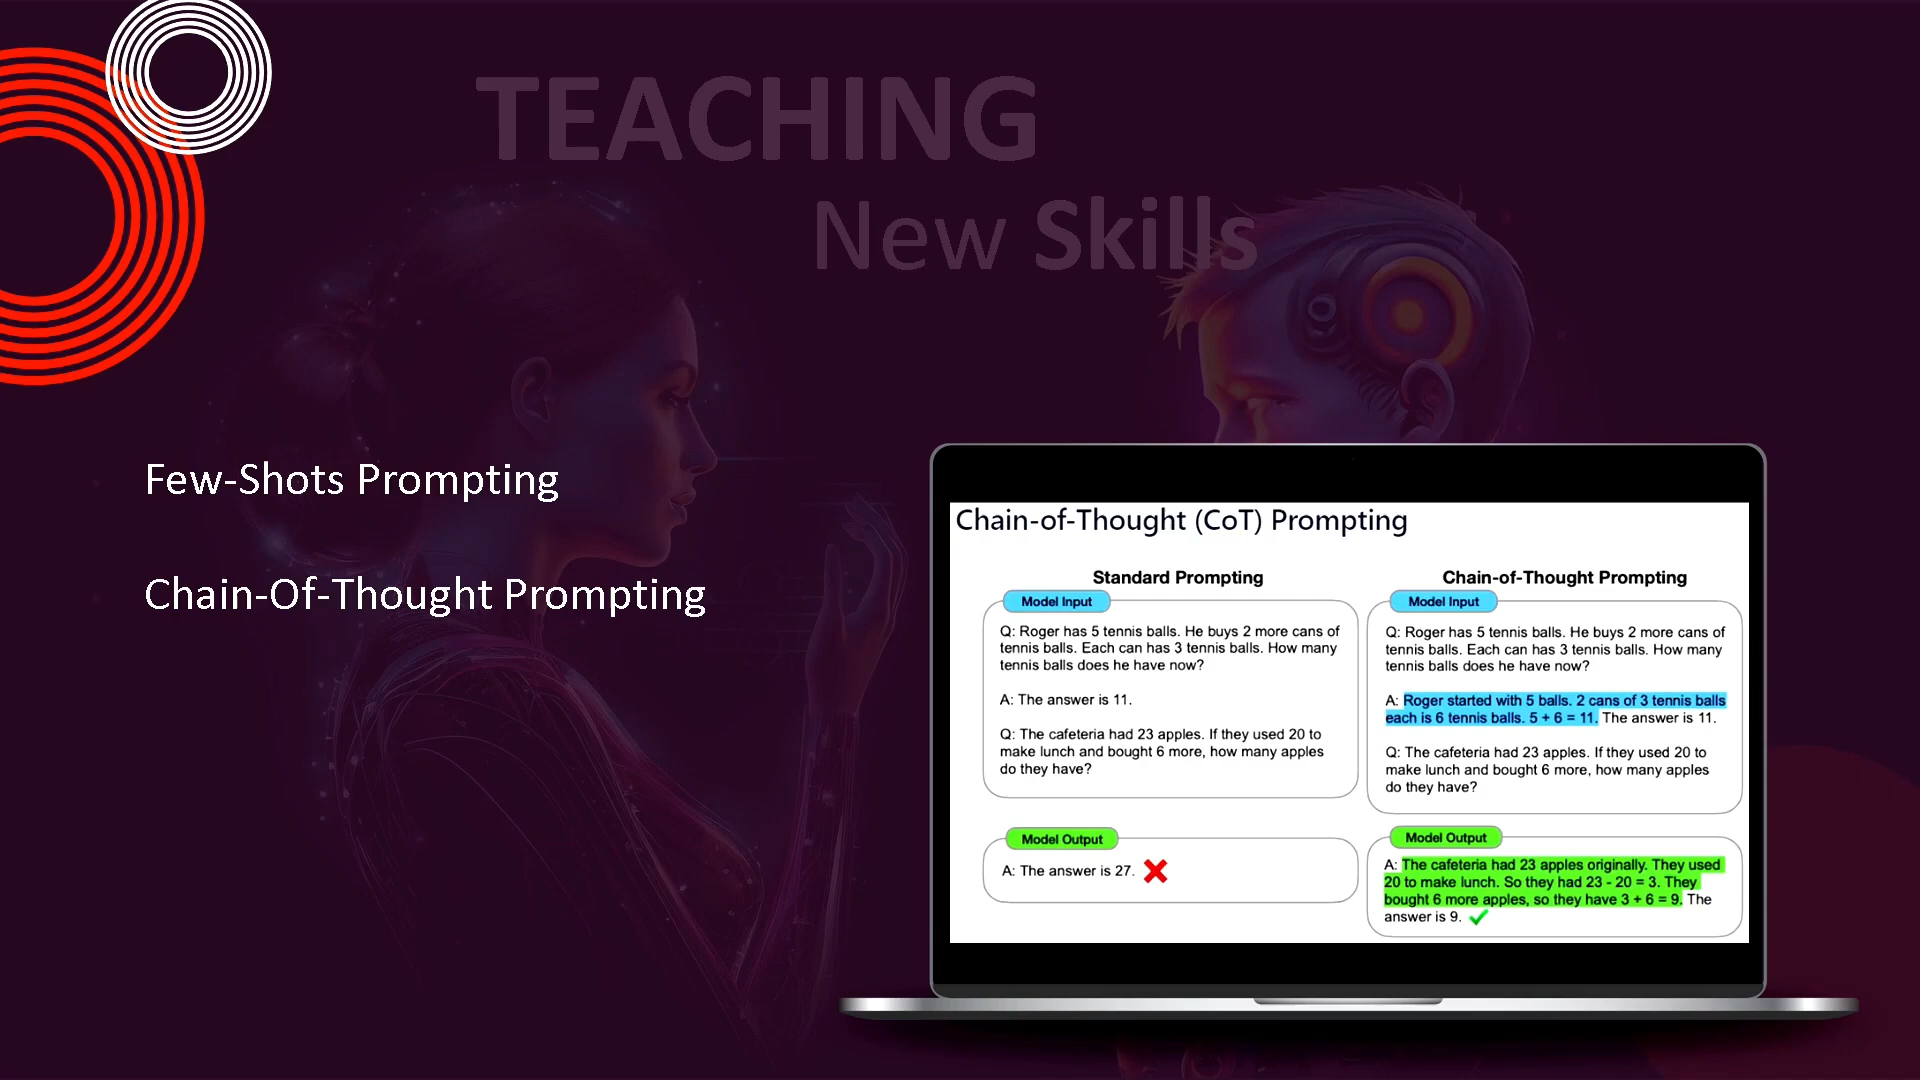 TEACHING
New Skills
Few-Shots Prompting
Chain-Of-Thought Prompting
Chain-of-Thought (CoT) Prompting
Standard Prompting
Model Input
Q: Roger has 5 tennis balls. He buys 2 more cans of
tennis balls. Each can has 3 tennis balls. How many
tennis balls does he have now?
A: The answer is 11.
Q: The cafeteria had 23 apples. If they used 20 to
make lunch and bought 6 more, how many apples
do they have?
Model Output
A: The answer is 27.
Chain-of-Thought Prompting
Model Input
Q: Roger has 5 tennis balls. He buys 2 more cans of
tennis balls. Each can has 3 tennis balls. How many
tennis balls does he have now?
A: Roger started with 5 balls. 2 cans of 3 tennis balls
each is 6 tennis balls. 5 + 6 = 11. The answer is 11.
Q: The cafeteria had 23 apples. If they used 20 to
make lunch and bought 6 more, how many apples
do they have?
Model Output
A: The cafeteria had 23 apples originally. They used
20 to make lunch. So they had 23 - 20 = 3. They
bought 6 more apples, so they have 3 + 6 = 9. The
answer is 9.